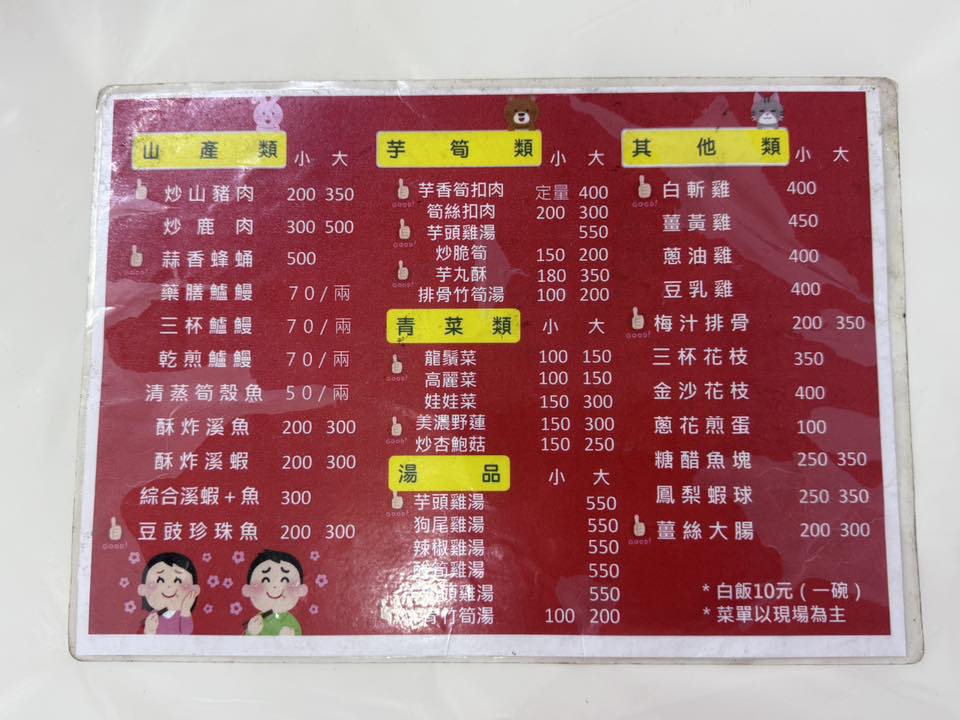 山產類 小 大
炒山豬肉 200 350
炒鹿肉 300 500
蒜香蜂蛹 500
藥膳鱸鰻 70/兩
三杯鱸鰻 70/兩
乾煎鱸鰻 70/兩
清蒸筍殼魚 50/兩
酥炸溪魚 200 300
酥炸溪蝦 200 300
綜合溪蝦+魚 300
豆豉珍珠魚 200 300
芋筍類 小 大
芋香筍扣肉 定量 400
筍絲扣肉 200 300
芋頭雞湯 550
炒脆筍 150 200
芋丸酥 180 350
排骨竹筍湯 100 200
青菜類 小 大
龍鬚菜 100 150
高麗菜 100 150
娃娃菜 150 300
美濃野蓮 150 300
炒杏鮑菇 150 250
湯品 小 大
芋頭雞湯 550
狗尾雞湯 550
辣椒雞湯 550
筍雞湯 550
頭雞湯 550
竹筍湯 100 200
其他類 小 大
白斬雞 400
薑黃雞 450
蔥油雞 400
豆乳雞 400
梅汁排骨 200 350
三杯花枝 350
金沙花枝 400
蔥花煎蛋 100
糖醋魚塊 250 350
鳳梨蝦球 250 350
薑絲大腸 200 300
*白飯10元(一碗)
*菜單以現場為主